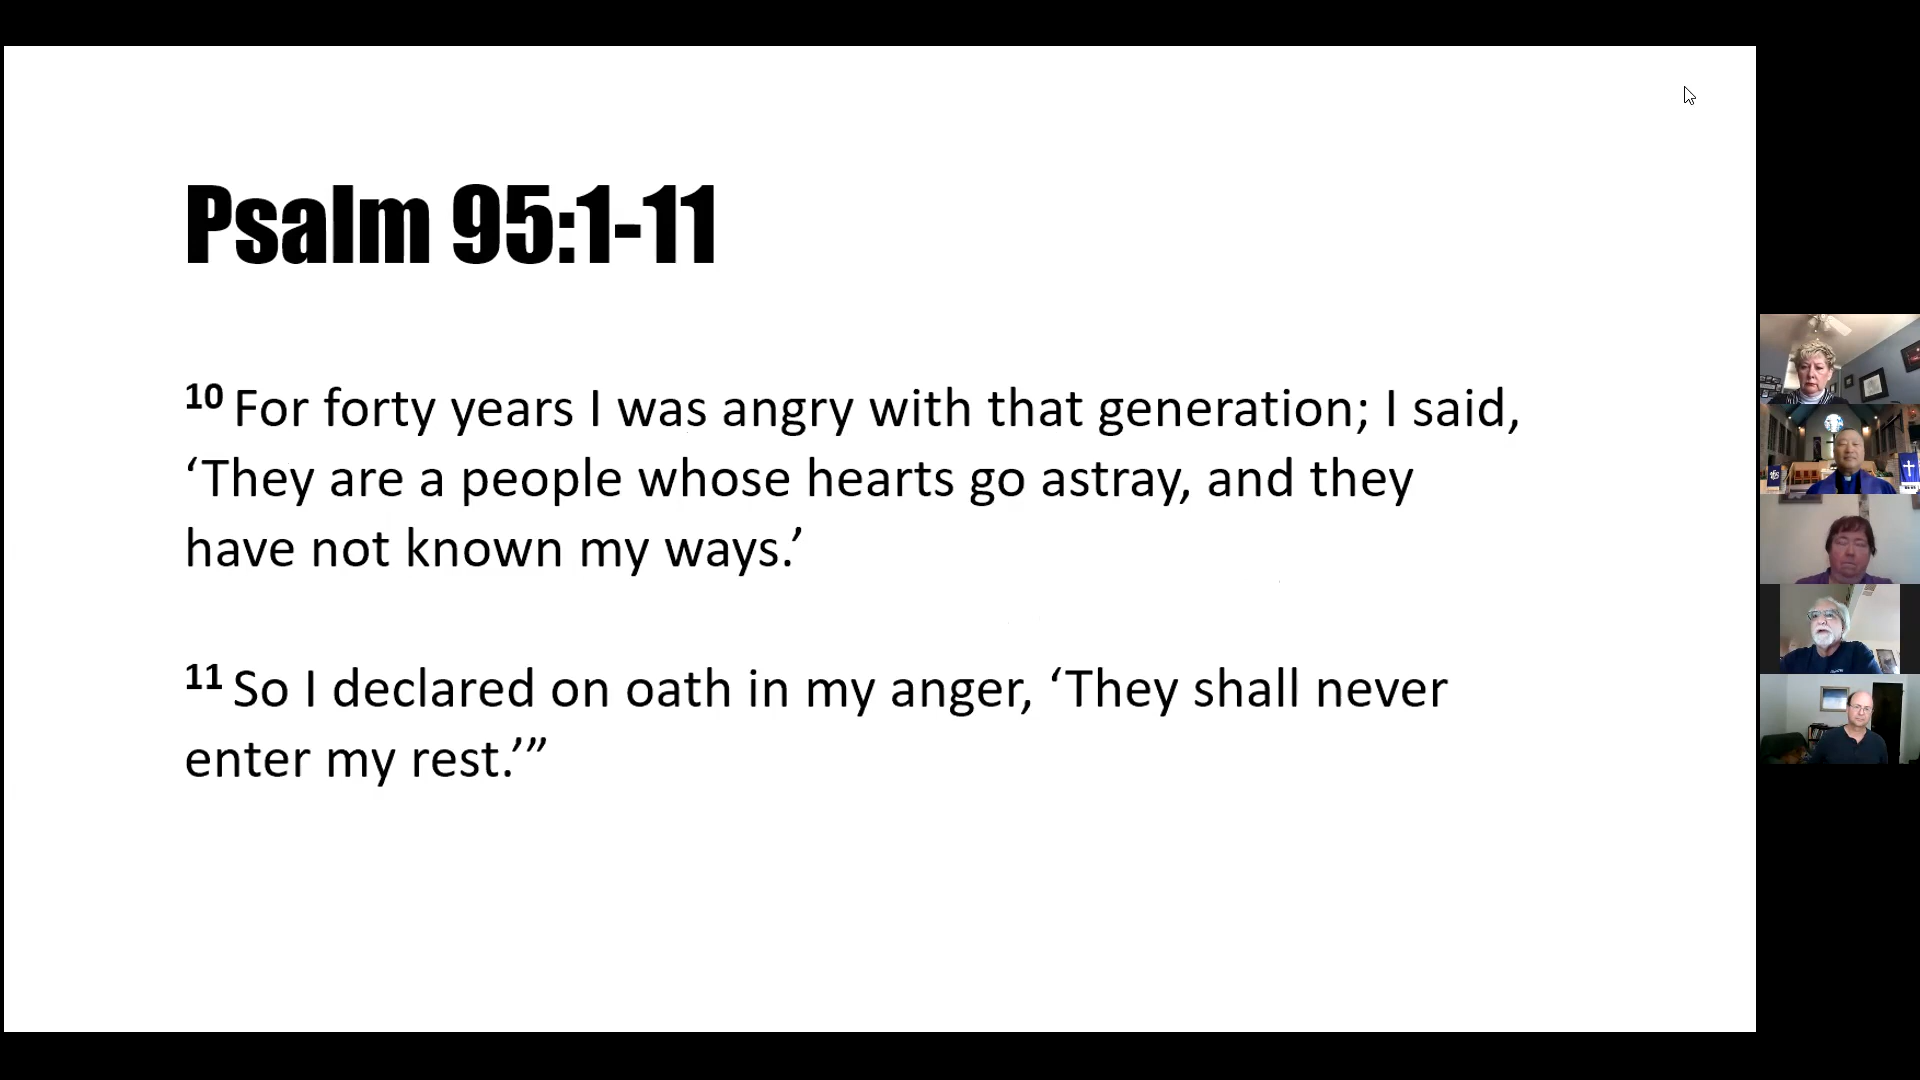 Psalm 95:1-11
10 For forty years I was angry with that generation; I said,
‘They are a people whose hearts go astray, and they
have not known my ways.’
11 So I declared on oath in my anger, ‘They shall never
enter my rest.’”